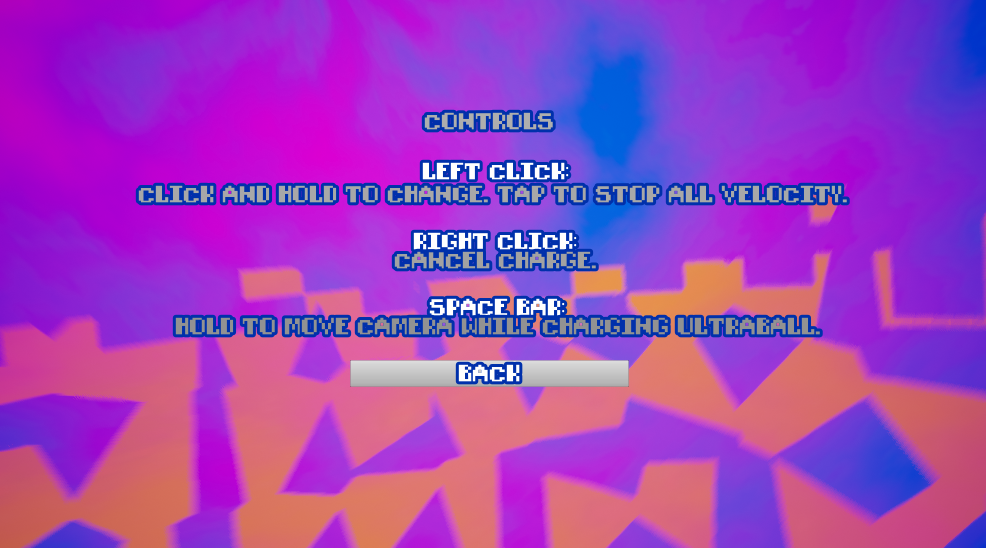 CONTROLS
LEFT CLICK:
CLICK AND HOLD TO CHANGE. TAP TO STOP ALL VELOCITY.
RIGHT CLICK:
CANCEL CHARGE.
SPACE BAR:
HOLD TO MOVE CAMERA WHILE CHARGING ULTRABALL.
BACK